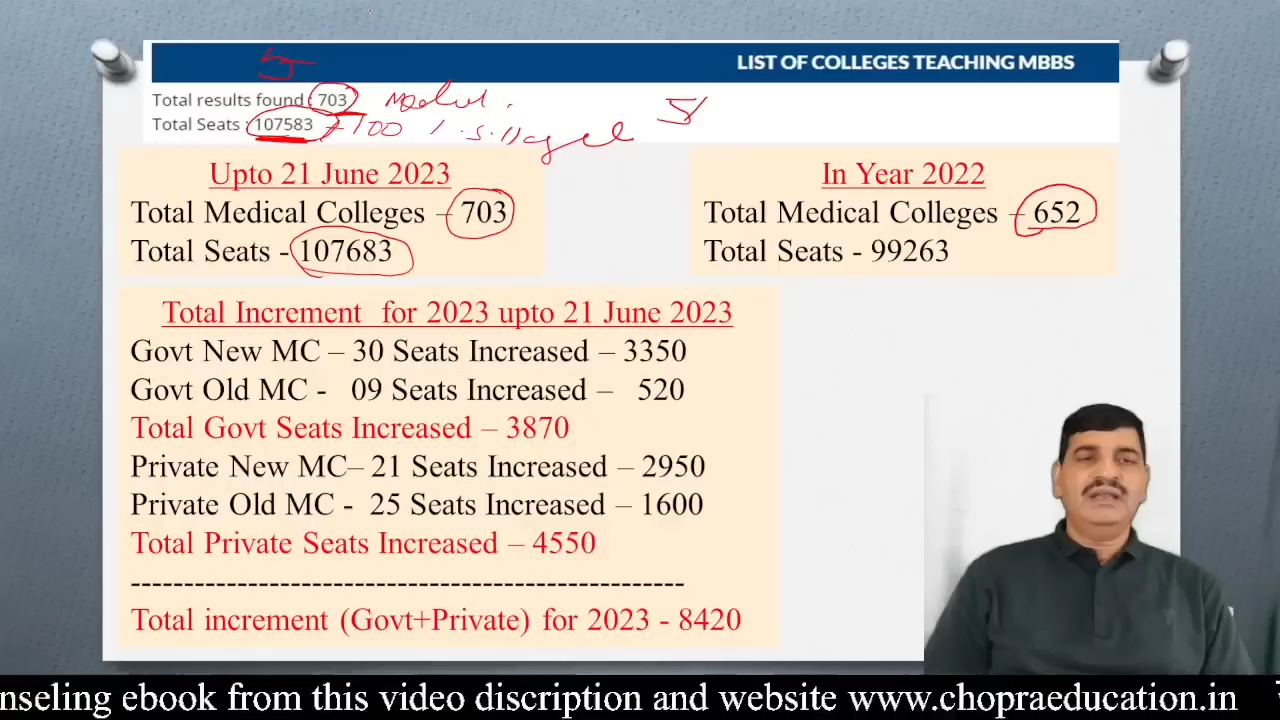 LIST OF COLLEGES TEACHING MBBS
Total results found : 703
Total Seats : 107583 100
Upto 21 June 2023
Total Medical Colleges – 703
Total Seats - 107683
In Year 2022
Total Medical Colleges – 652
Total Seats - 99263
Total Increment for 2023 upto 21 June 2023
Govt New MC – 30 Seats Increased – 3350
Govt Old MC - 09 Seats Increased – 520
Total Govt Seats Increased – 3870
Private New MC– 21 Seats Increased – 2950
Private Old MC - 25 Seats Increased – 1600
Total Private Seats Increased – 4550
----------------------------------------------------
Total increment (Govt+Private) for 2023 - 8420
nseling ebook from this video discription and website www.chopraeducation.in